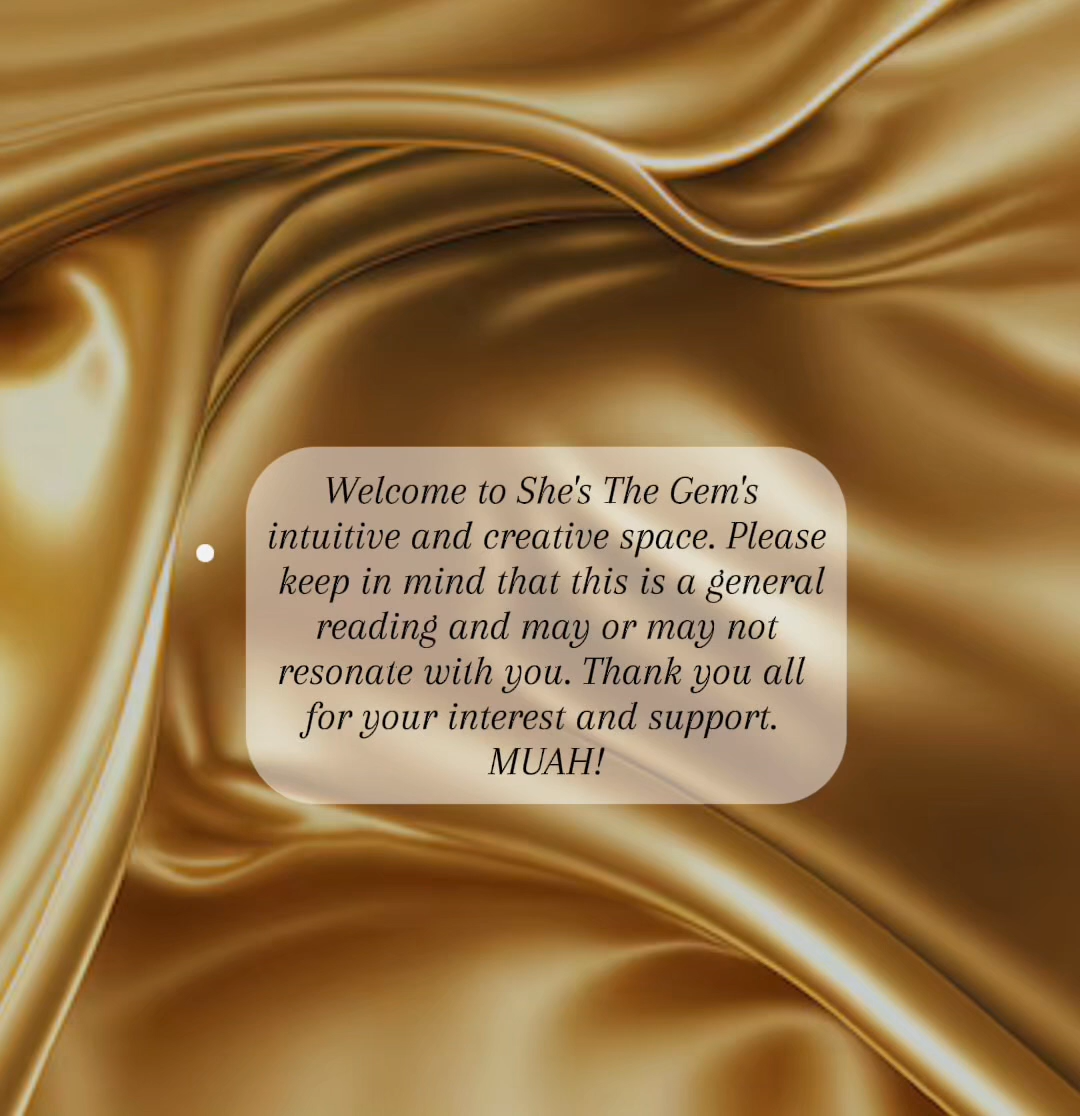 Welcome to She's The Gem's
intuitive and creative space. Please
keep in mind that this is a general
reading and may or may not
resonate with you. Thank you all
for your interest and support.
MUAH!